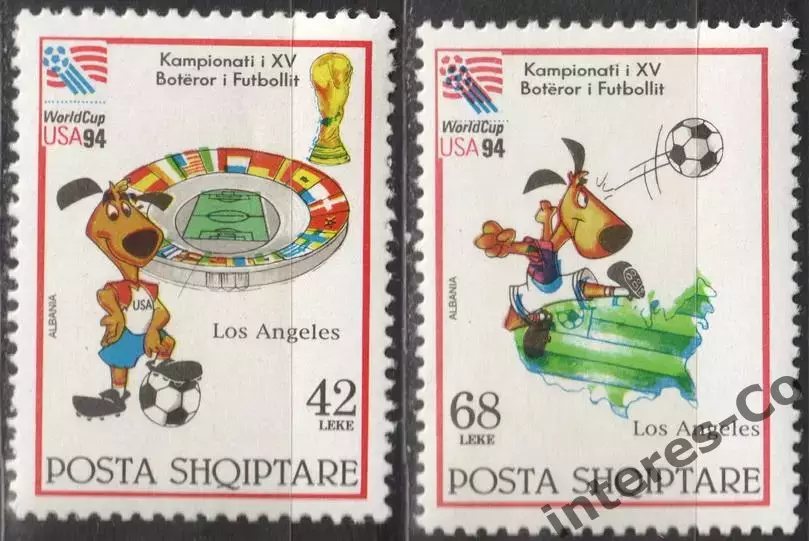 Kampionati i XV
Botëror i Futbollit
WorldCup
USA94
USA
ALBANIA
Los Angeles
42
LEKE
POSTA SHQIPTARE
Kampionati i XV
Botëror i Futbollit
WorldCup
USA94
ALBANIA
68
LEKE
Los Angeles
POSTA SHQIPTARE
interes-Co